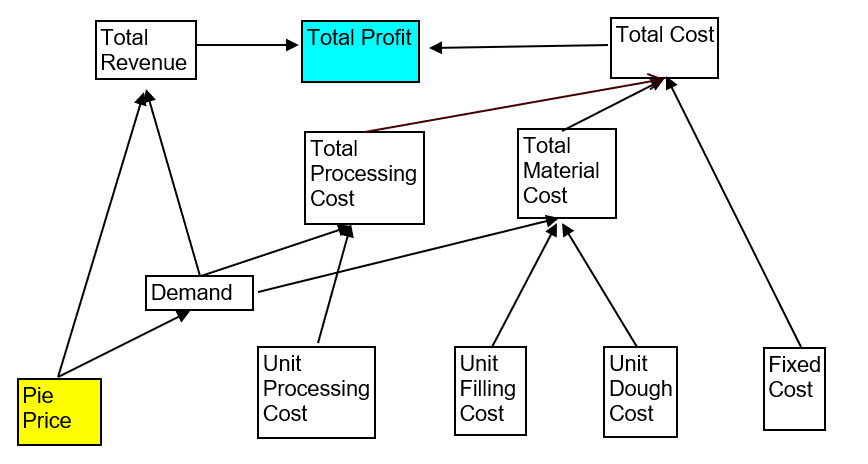 Total
Revenue
Total Profit
Total Cost
Total
Processing
Cost
Total
Material
Cost
Demand
Pie
Price
Unit
Processing
Cost
Unit
Filling
Cost
Unit
Dough
Cost
Fixed
Cost